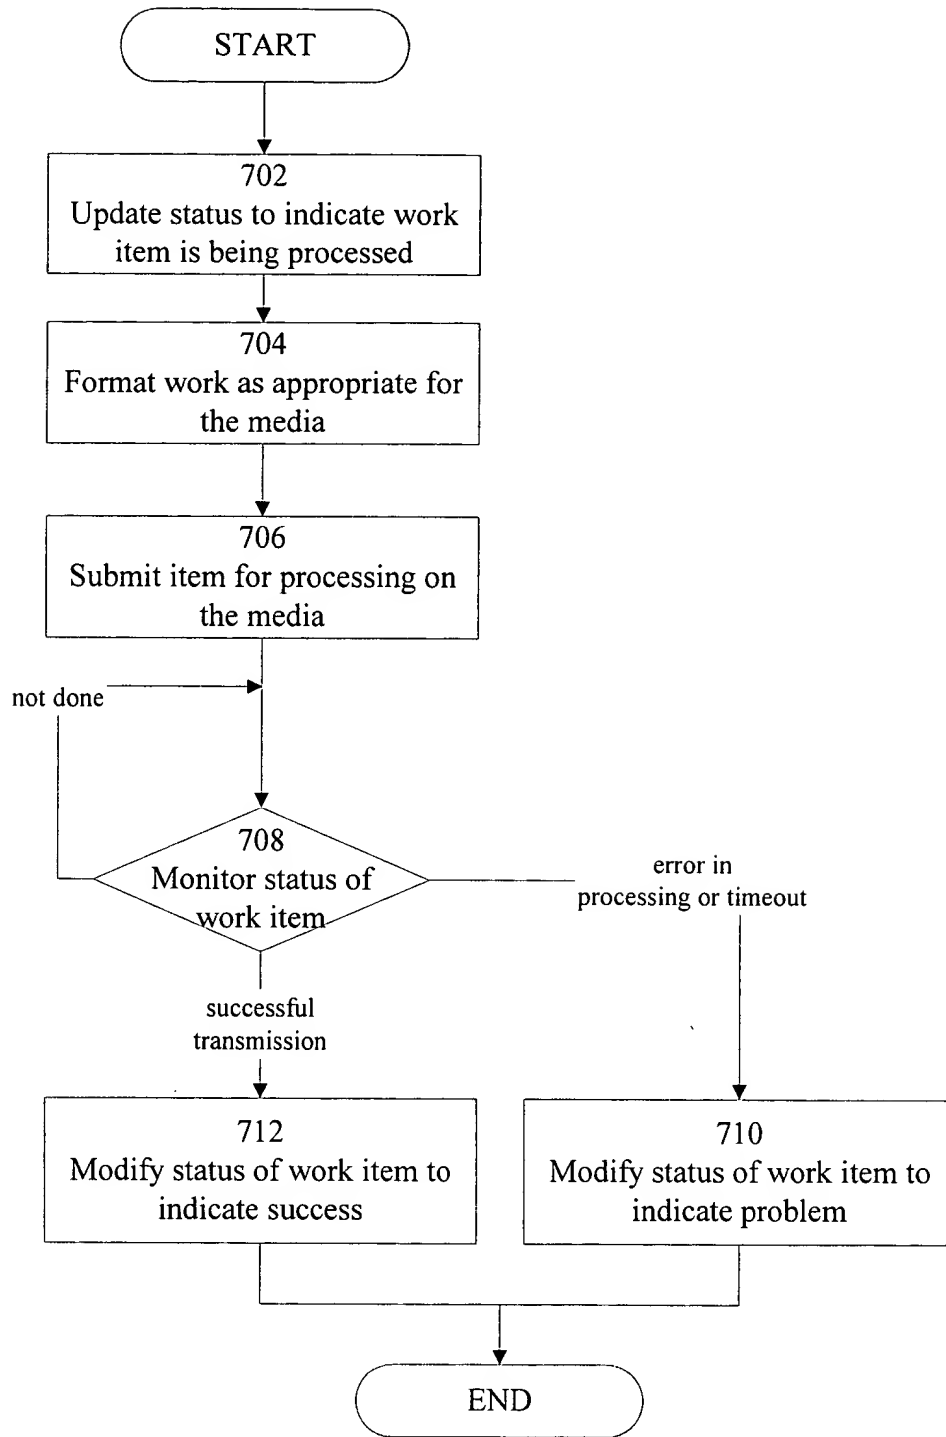 START
702
Update status to indicate work
item is being processed
704
Format work as appropriate for
the media
706
Submit item for processing on
the media
not done
708
Monitor status of
work item
error in
processing or timeout
successful
transmission
712
Modify status of work item to
indicate success
710
Modify status of work item to
indicate problem
END